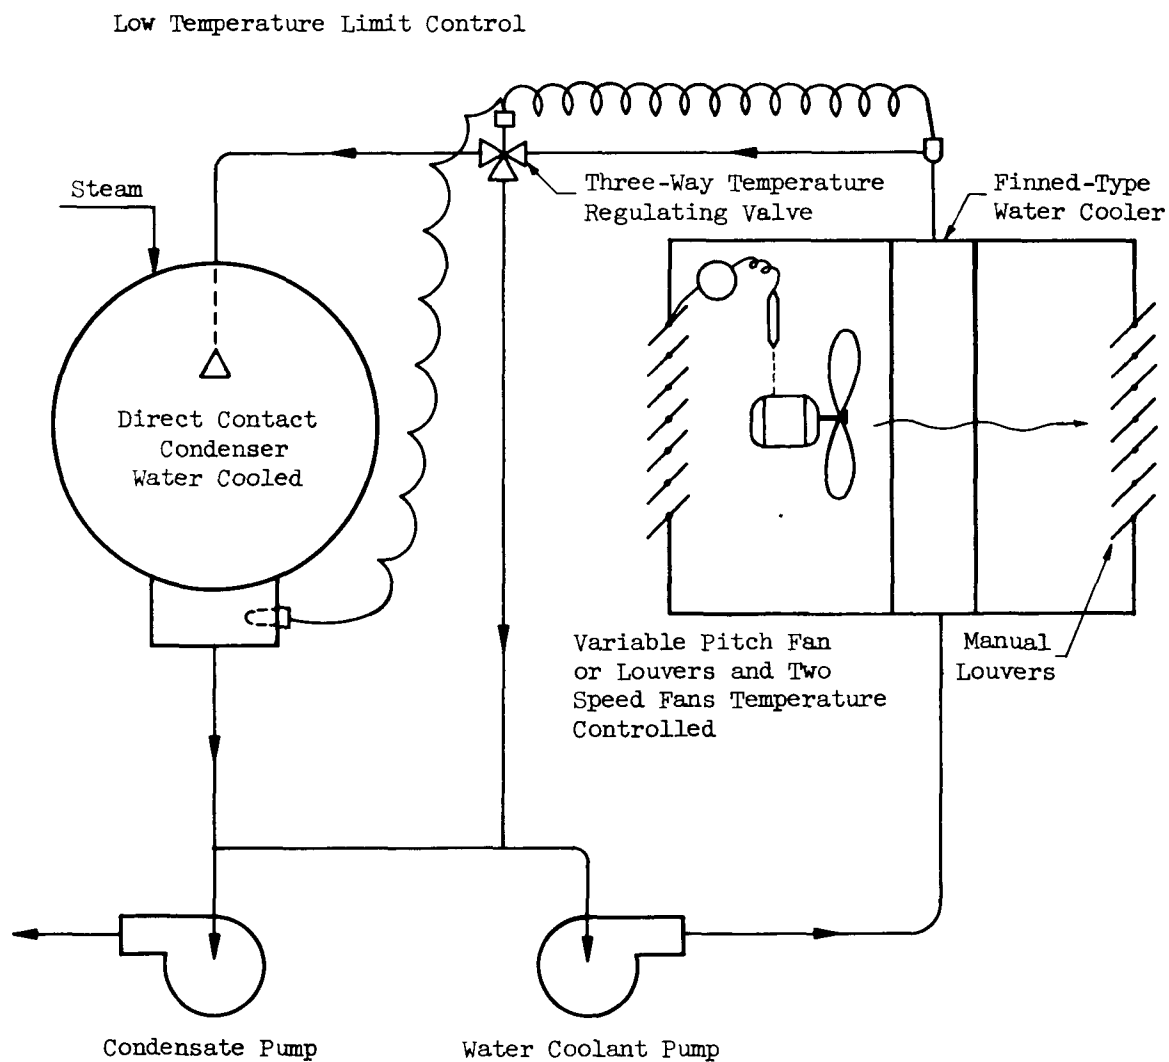 Low Temperature Limit Control
Steam
Three-Way Temperature
Regulating Valve
Finned-Type
Water Cooler
Direct Contact
Condenser
Water Cooled
Variable Pitch Fan
or Louvers and Two
Speed Fans Temperature
Controlled
Manual
Louvers
Condensate Pump
Water Coolant Pump